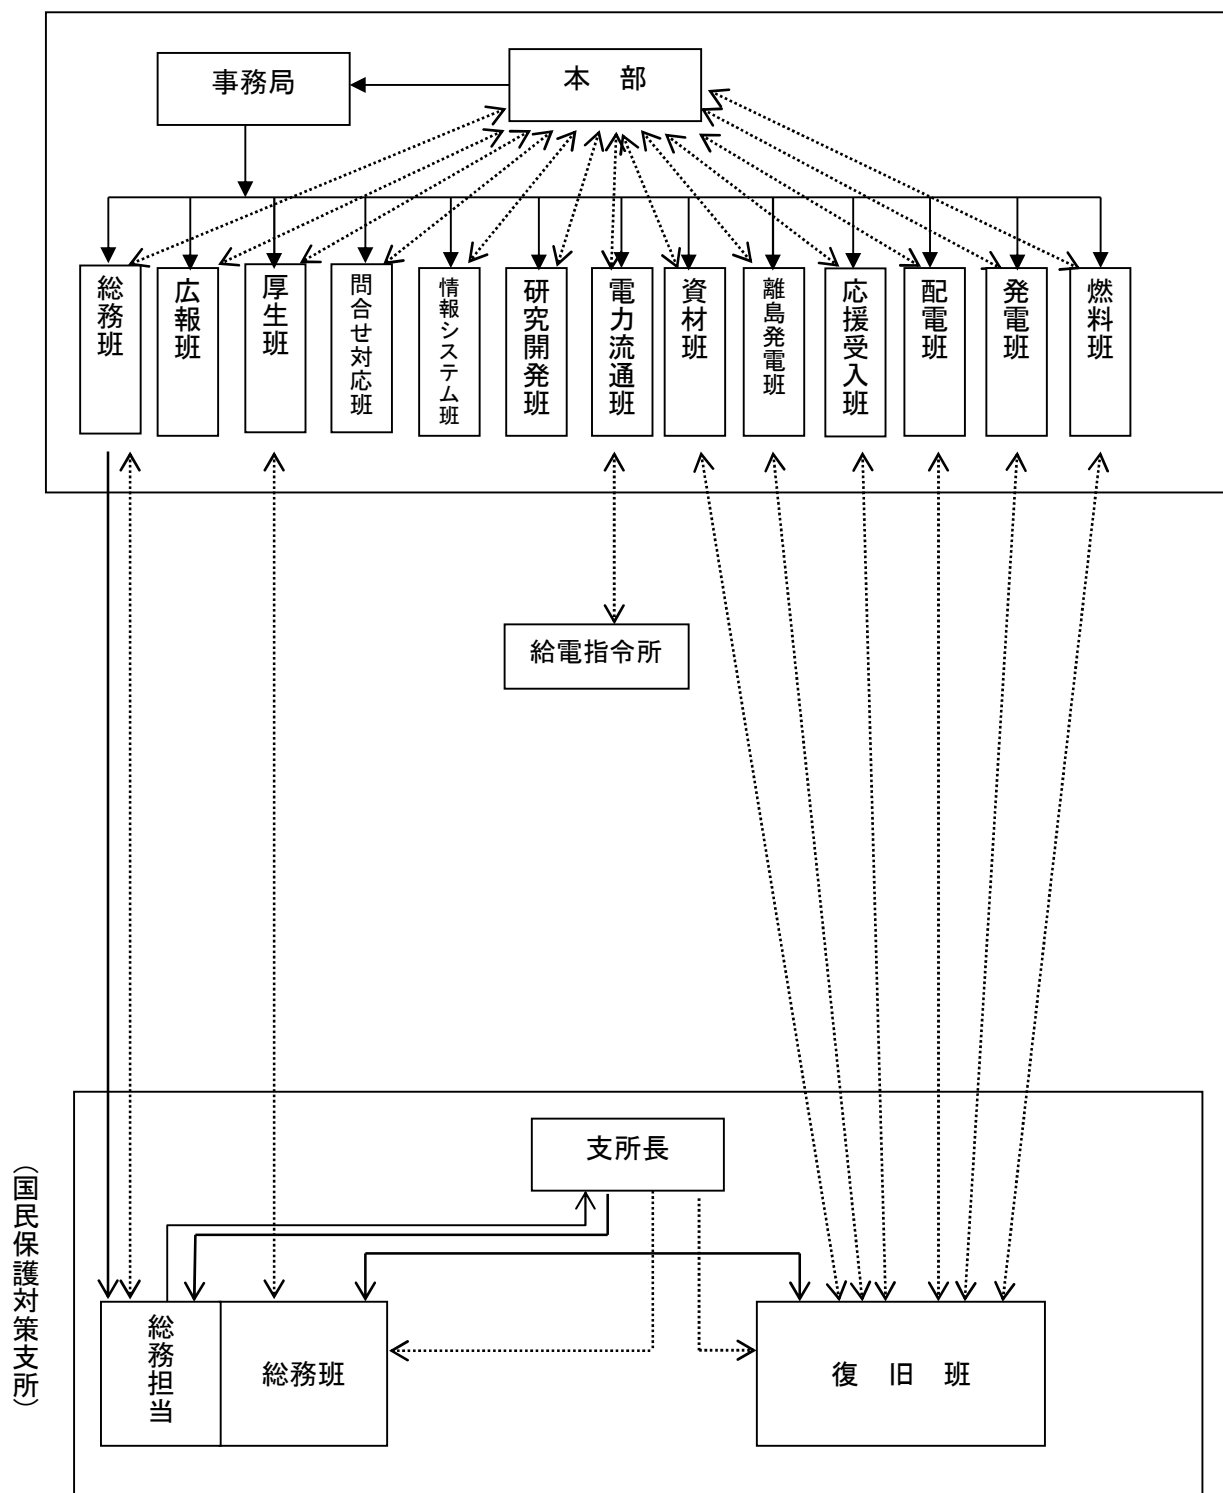 事務局
本　部
総務班
広報班
厚生班
問合せ対応班
情報システム班
研究開発班
電力流通班
資材班
離島発電班
応援受入班
配電班
発電班
燃料班
給電指令所
（国民保護対策支所）
支所長
総務担当
総務班
復　旧　班